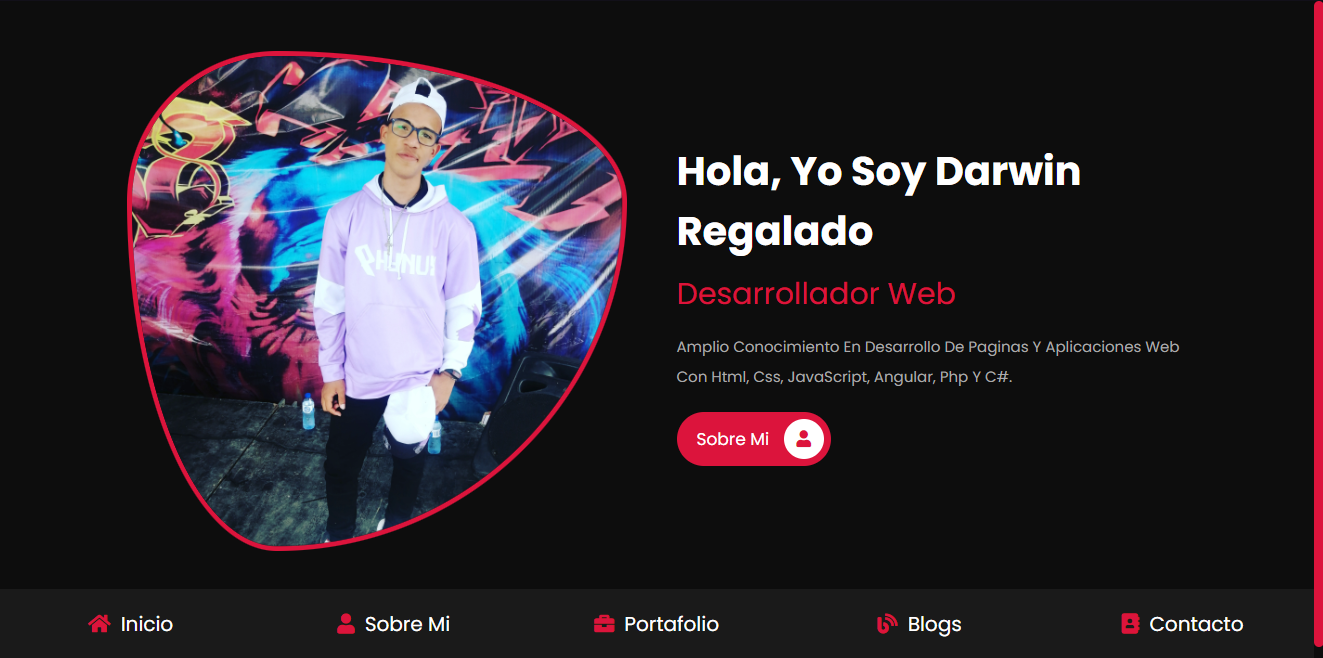 Hola, Yo Soy Darwin
Regalado
Desarrollador Web
Amplio Conocimiento En Desarrollo De Paginas Y Aplicaciones Web
Con Html, Css, JavaScript, Angular, Php Y C#.
Sobre Mi
Inicio
Sobre Mi
Portafolio
Blogs
Contacto